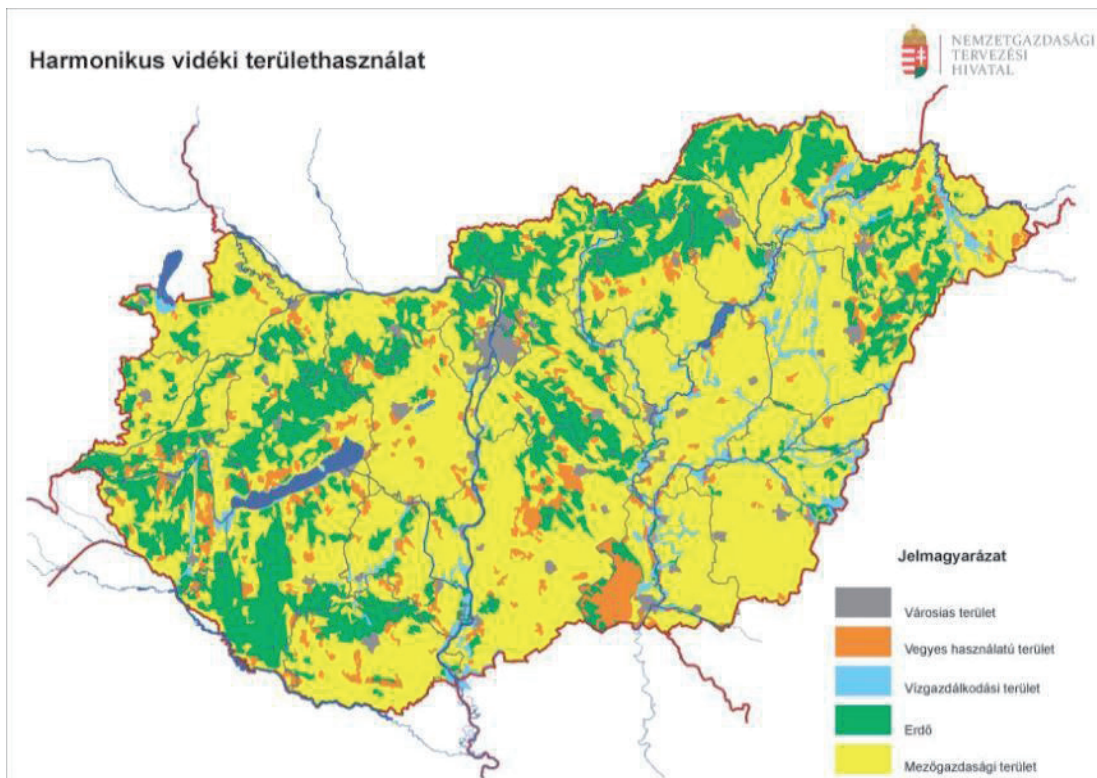 Harmonikus vidéki területhasználat
NEMZETGAZDASÁGI
TERVEZÉSI
HIVATAL
Jelmagyarázat
Városias terület
Vegyes használatú terület
Vízgazdálkodási terület
Erdő
Mezőgazdasági terület